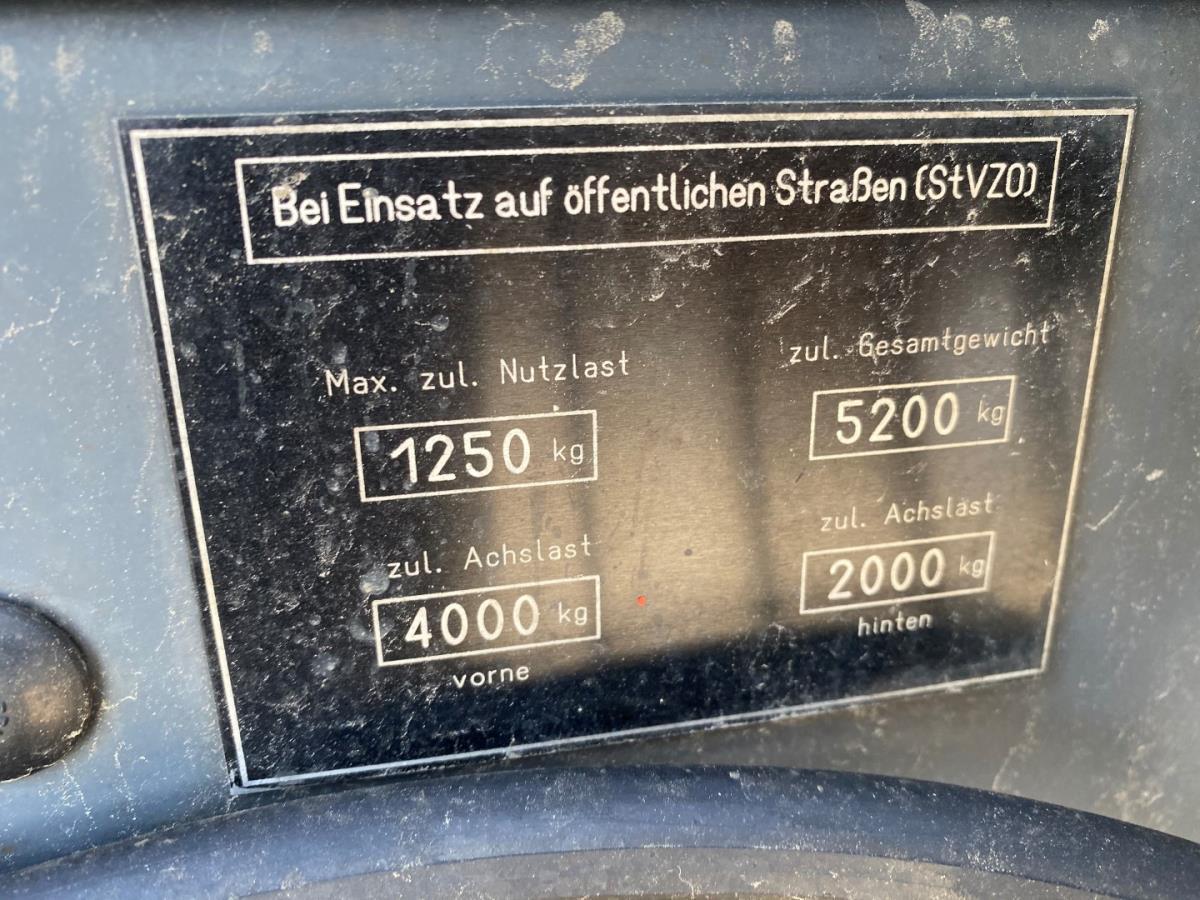 Bei Einsatz auf öffentlichen Straßen (StVZO)
Max. zul. Nutzlast
1250 kg
zul. Gesamtgewicht
5200 kg
zul. Achslast
4000 kg
vorne
zul. Achslast
2000 kg
hinten